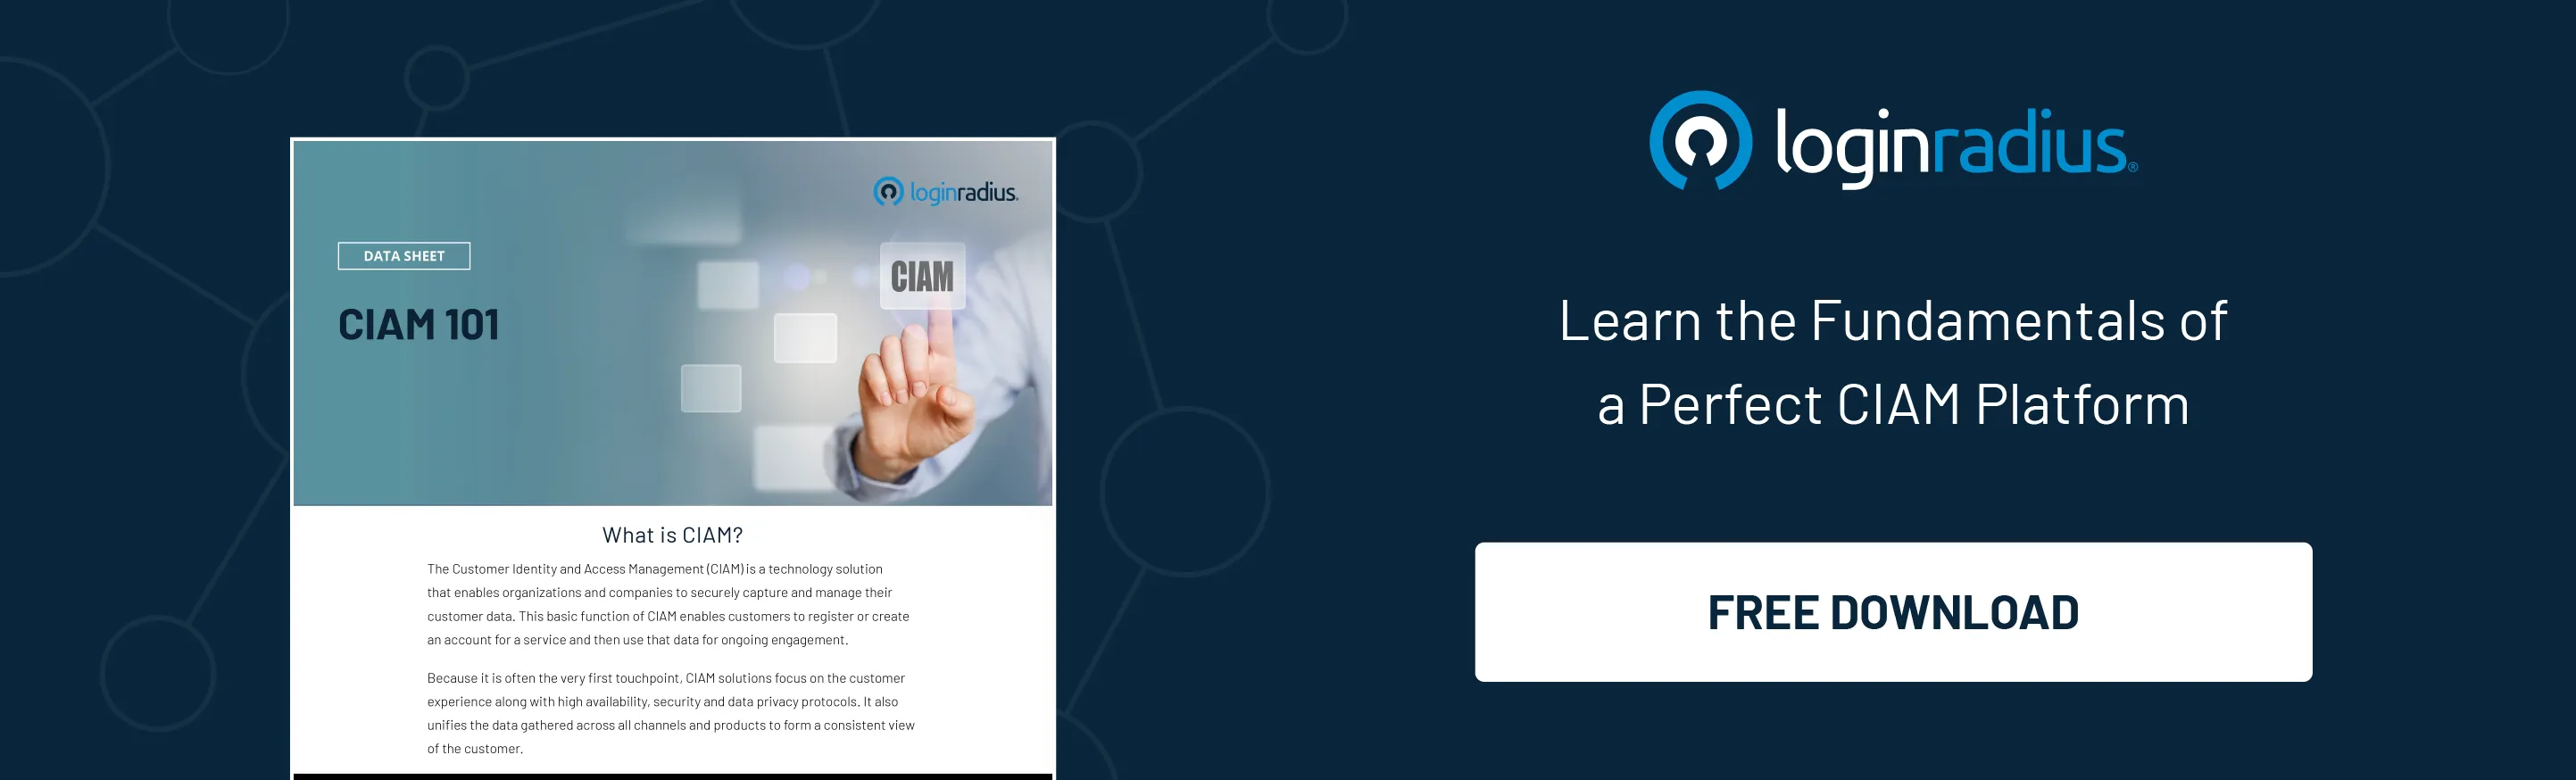 loginradius
DATA SHEET
CIAM
CIAM 101
What is CIAM?
The Customer Identity and Access Management (CIAM) is a technology solution
that enables organizations and companies to securely capture and manage their
customer data. This basic function of CIAM enables customers to register or create
an account for a service and then use that data for ongoing engagement.
Because it is often the very first touchpoint, CIAM solutions focus on the customer
experience along with high availability, security and data privacy protocols. It also
unifies the data gathered across all channels and products to form a consistent view
of the customer.
loginradius®
Learn the Fundamentals of
a Perfect CIAM Platform
FREE DOWNLOAD